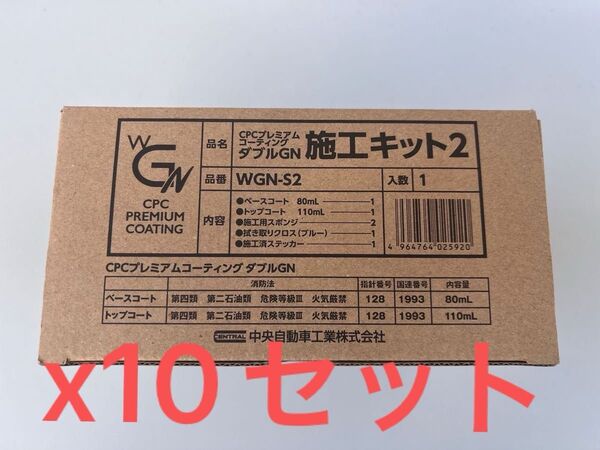 WGN
CPC
PREMIUM
COATING
品名 CPCプレミアム
コーティング
ダブルGN 施工キット2
品番 WGN-S2 入数 1
内容
●ベースコート 80mL 1
●トップコート 110mL 1
●施工用スポンジ 2
●拭き取りクロス(ブルー) 1
●施工済ステッカー 1
4 964764 025920
CPCプレミアムコーティング ダブルGN
消防法 指針番号 国連番号 内容量
ベースコート 第四類 第二石油類 危険等級Ⅲ 火気厳禁 128 1993 80mL
トップコート 第四類 第二石油類 危険等級Ⅲ 火気厳禁 128 1993 110mL
CENTRAL 中央自動車工業株式会社
x10セット